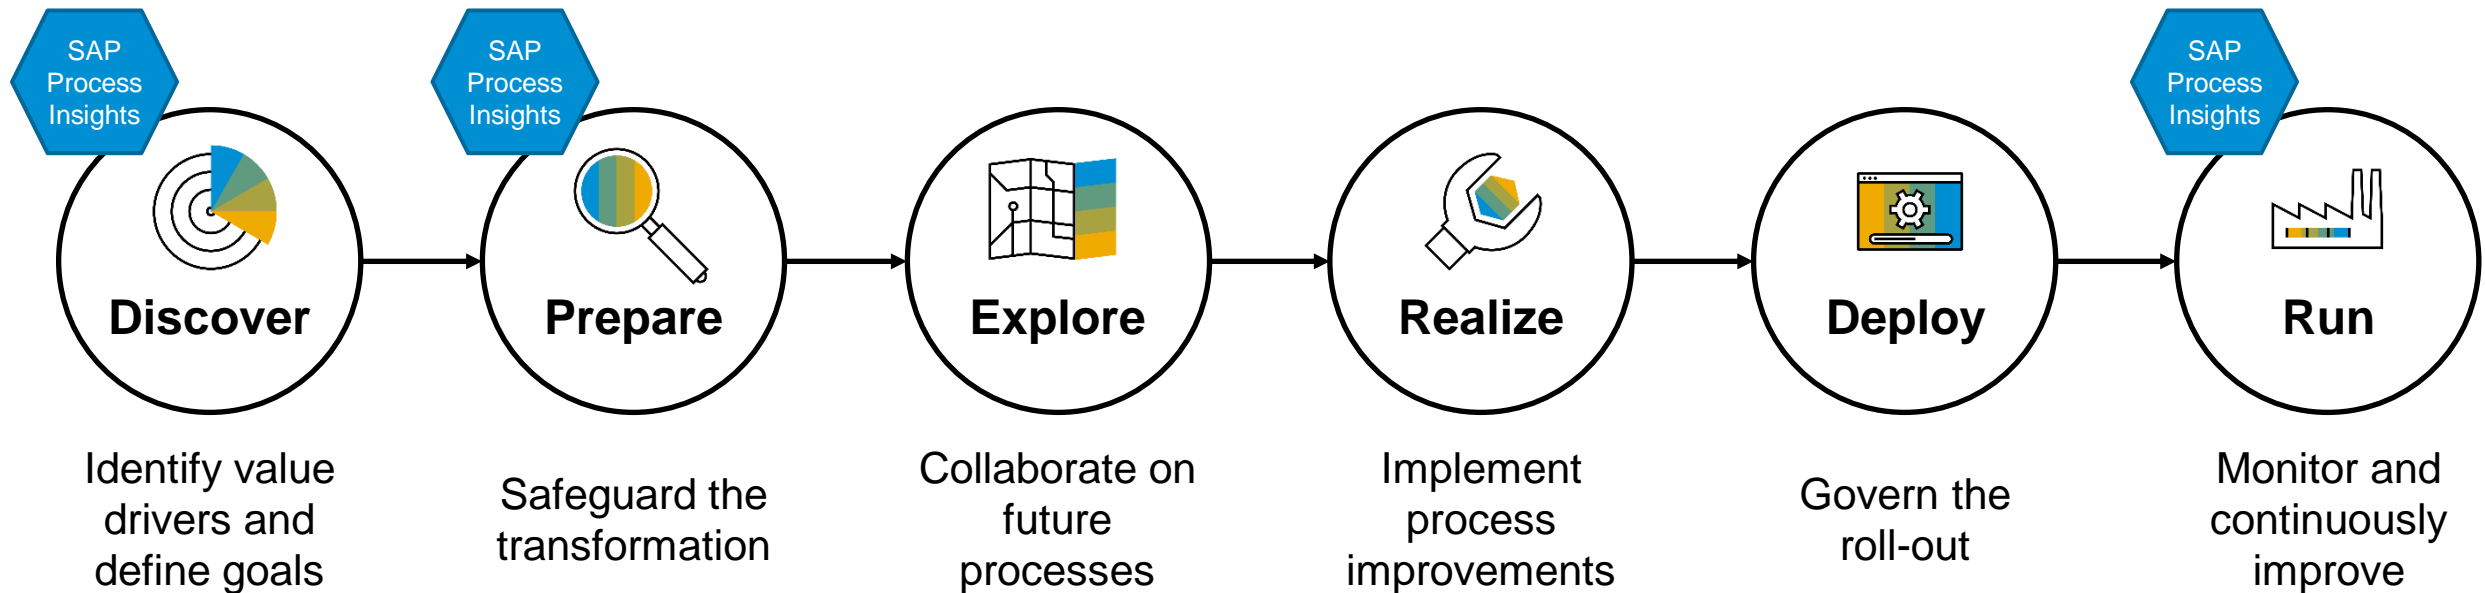 SAP
Process
Insights
Discover
Identify value
drivers and
define goals
SAP
Process
Insights
Prepare
Safeguard the
transformation
Explore
Collaborate on
future
processes
Realize
Implement
process
improvements
Deploy
Govern the
roll-out
SAP
Process
Insights
Run
Monitor and
continuously
improve